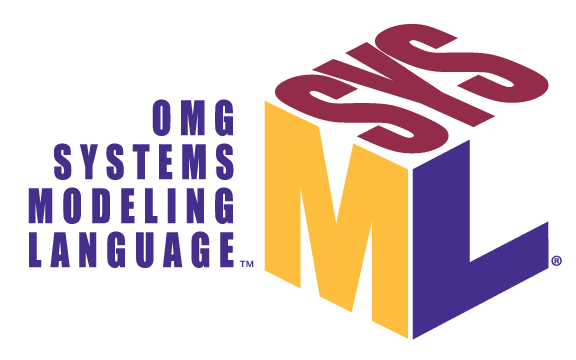 OMG
SYSTEMS
MODELING
LANGUAGE™
SYS
ML®